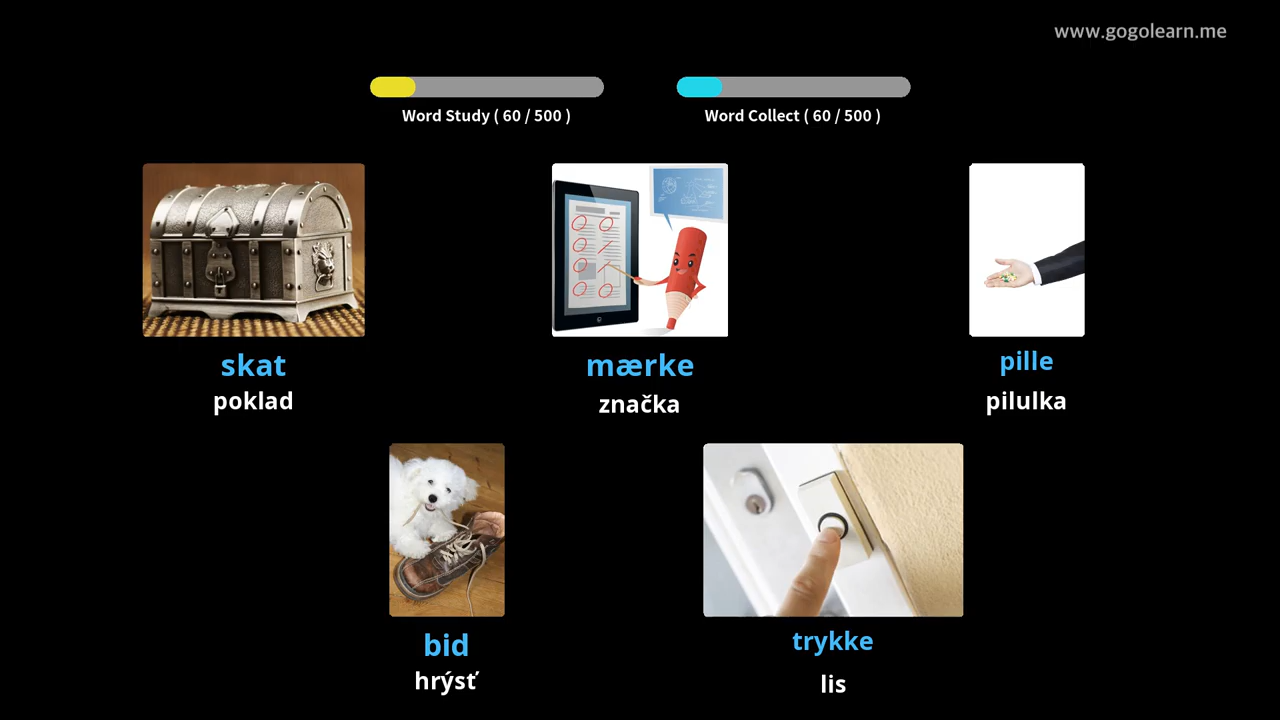 www.gogolearn.me
Word Study ( 60 / 500 )
Word Collect ( 60 / 500 )
skat
poklad
mærke
značka
pille
pilulka
bid
hrýsť
trykke
lis